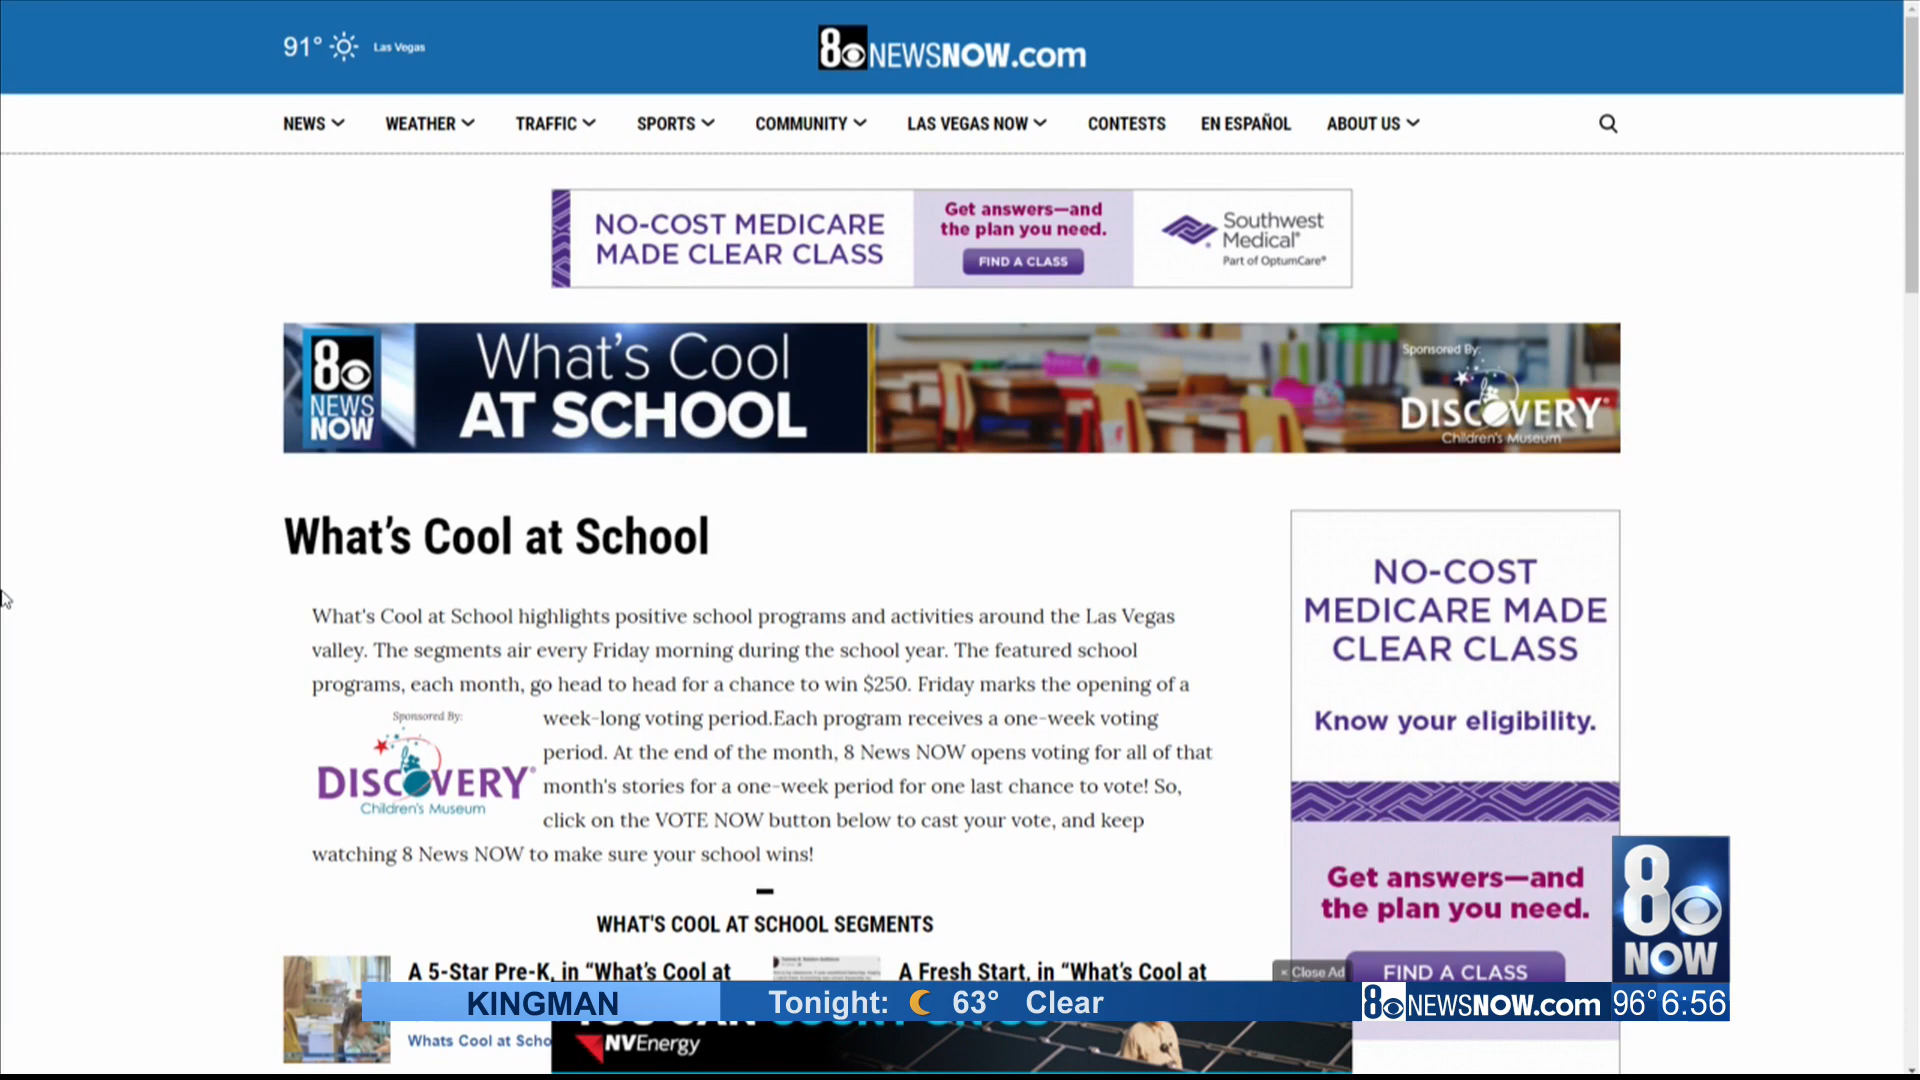 91° Las Vegas
8 NEWSNOW.com
NEWS WEATHER TRAFFIC SPORTS COMMUNITY LAS VEGAS NOW CONTESTS EN ESPAÑOL ABOUT US
NO-COST MEDICARE
MADE CLEAR CLASS
Get answers—and
the plan you need.
FIND A CLASS
Southwest
Medical®
Part of OptumCare®
8
NEWS
NOW
What's Cool
AT SCHOOL
Sponsored By:
DISCOVERY®
Children's Museum
What's Cool at School
What's Cool at School highlights positive school programs and activities around the Las Vegas
valley. The segments air every Friday morning during the school year. The featured school
programs, each month, go head to head for a chance to win $250. Friday marks the opening of a
week-long voting period.Each program receives a one-week voting
period. At the end of the month, 8 News NOW opens voting for all of that
month's stories for a one-week period for one last chance to vote! So,
click on the VOTE NOW button below to cast your vote, and keep
watching 8 News NOW to make sure your school wins!
Sponsored By:
DISCOVERY®
Children's Museum
NO-COST
MEDICARE MADE
CLEAR CLASS
Know your eligibility.
Get answers—and
the plan you need.
FIND A CLASS
WHAT'S COOL AT SCHOOL SEGMENTS
A 5-Star Pre-K, in “What's Cool at
Whats Cool at Scho
A Fresh Start, in “What's Cool at
× Close Ad
NVEnergy
8
NOW
KINGMAN Tonight: 63° Clear
8 NEWSNOW.com 96° 6:56